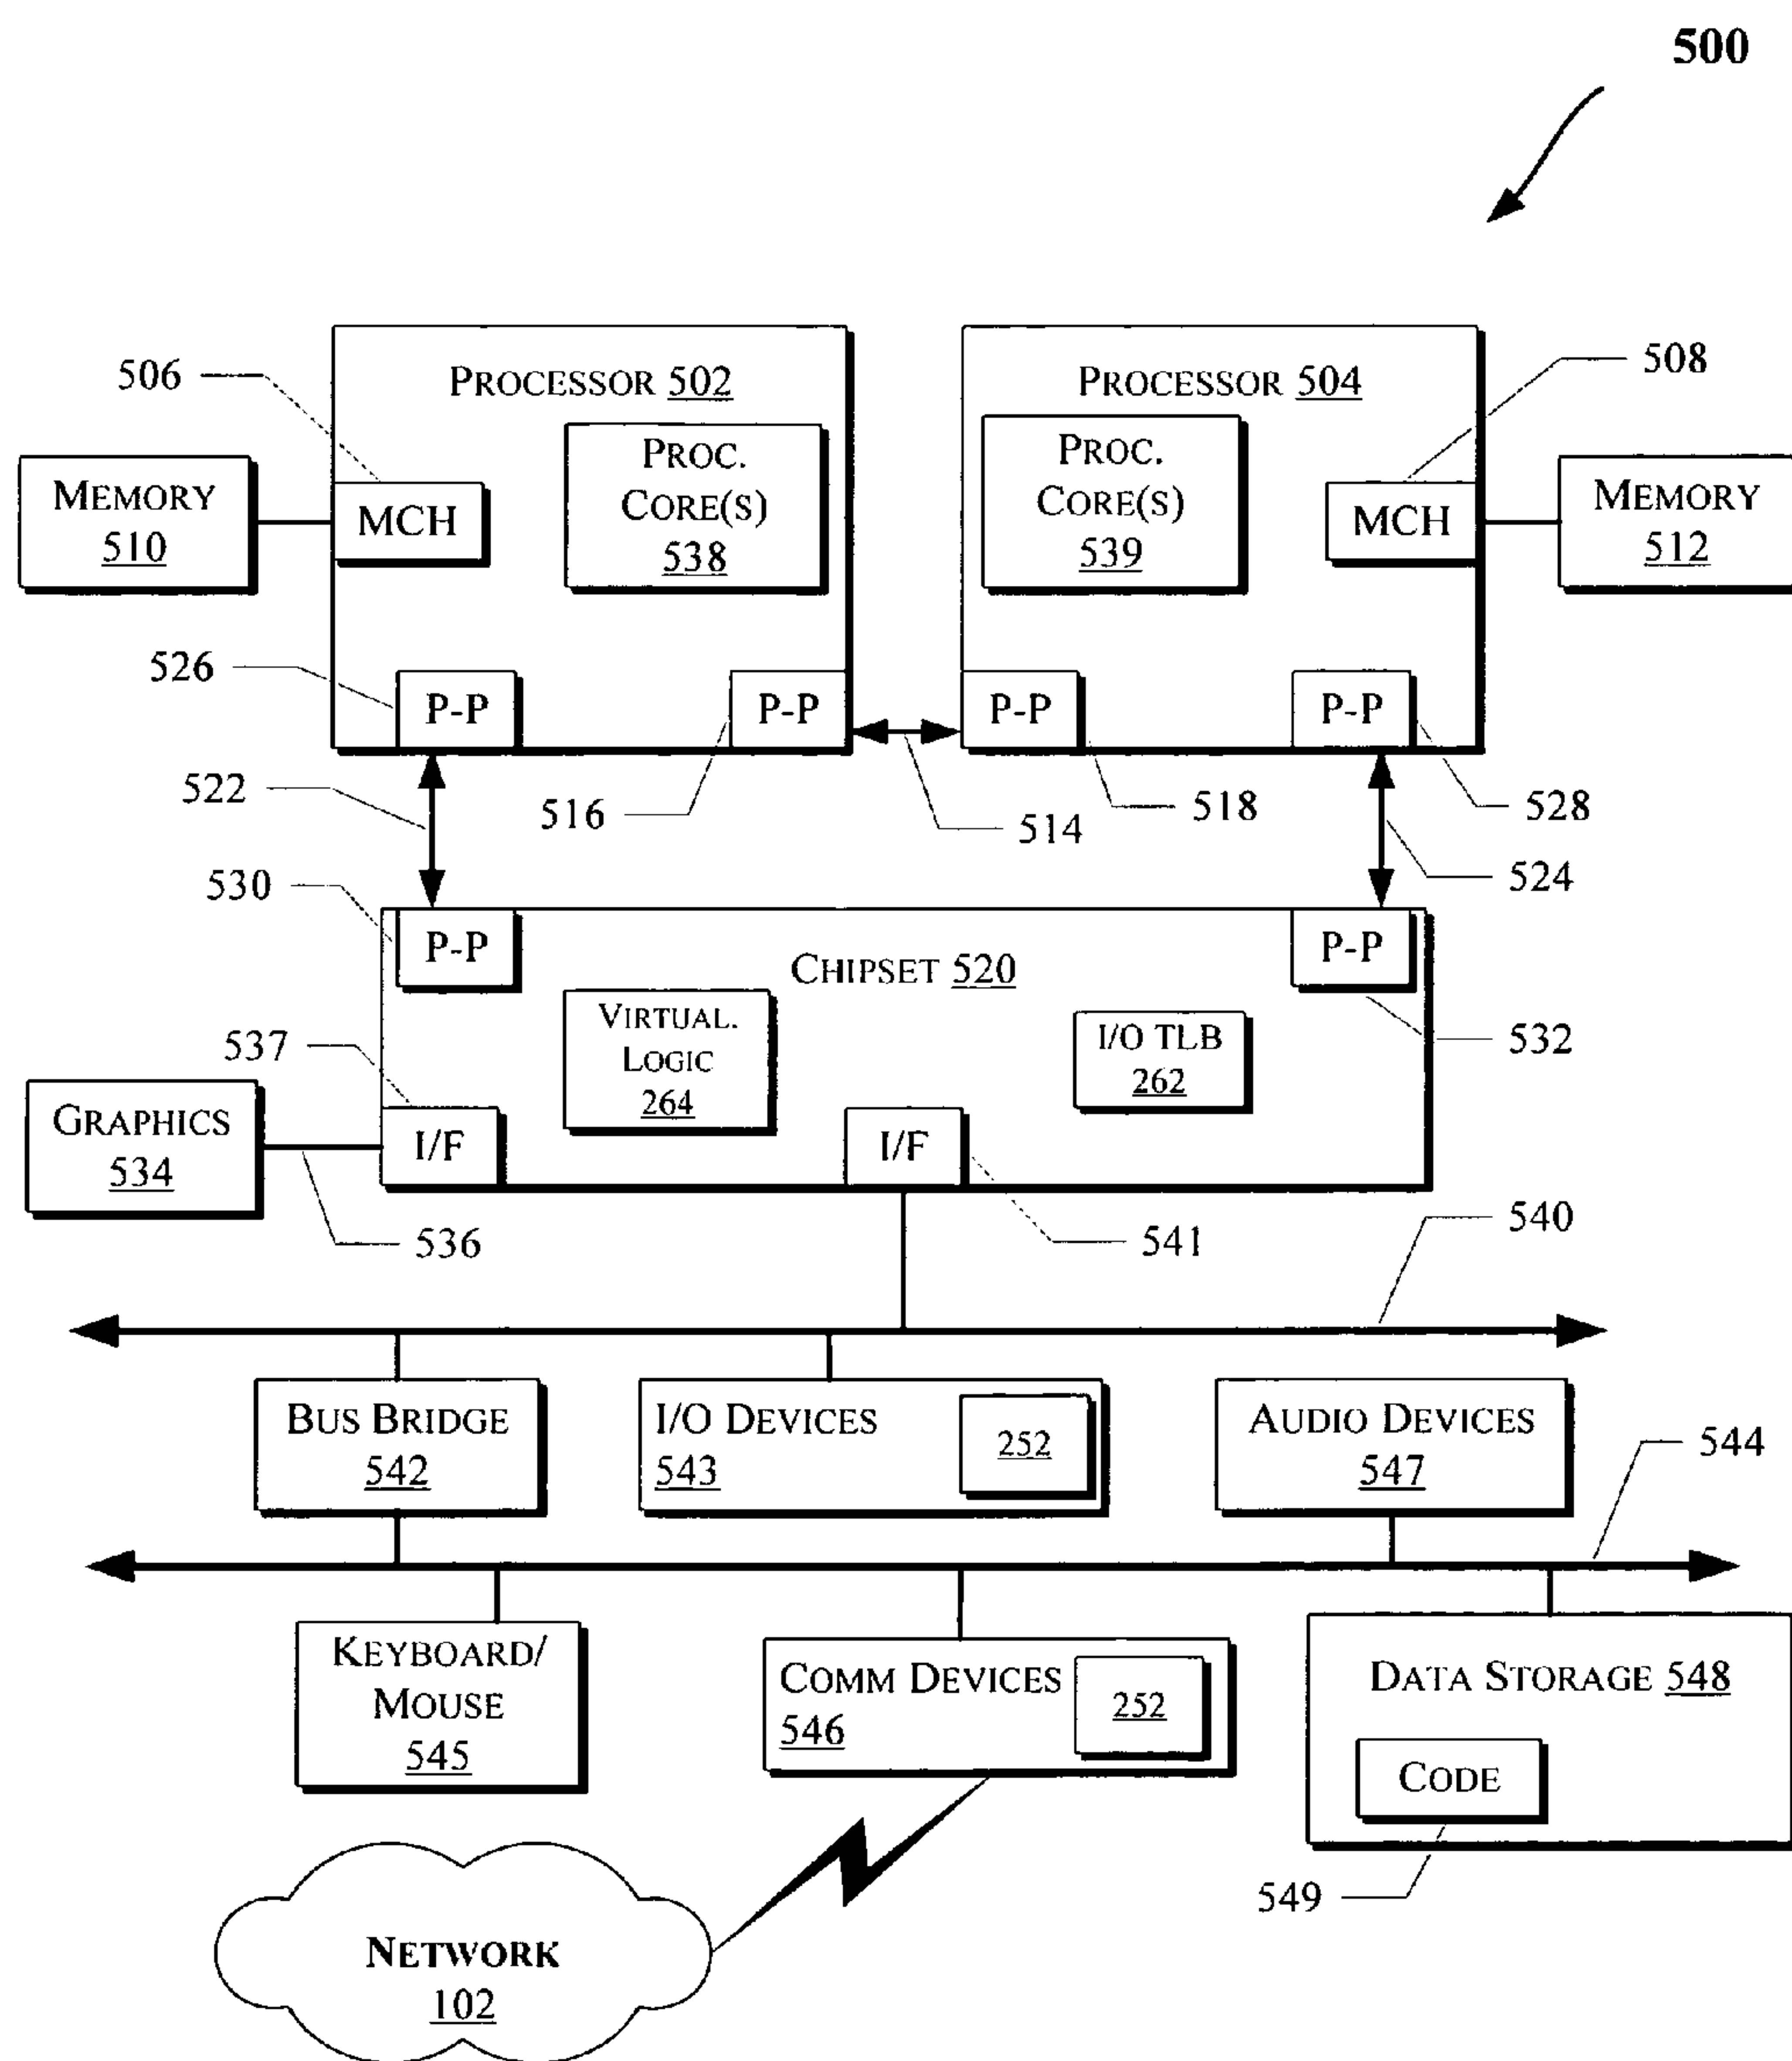 500
PROCESSOR 502
PROCESSOR 504
506
508
PROC.
CORE(S)
538
PROC.
CORE(S)
539
MEMORY
510
MCH
MCH
MEMORY
512
526
P-P
P-P
P-P
P-P
522
516
514
518
528
530
524
P-P
CHIPSET 520
P-P
537
VIRTUAL.
LOGIC
264
I/O TLB
262
532
GRAPHICS
534
I/F
I/F
536
541
540
BUS BRIDGE
542
I/O DEVICES
543
252
AUDIO DEVICES
547
544
KEYBOARD/
MOUSE
545
COMM DEVICES
546
252
DATA STORAGE 548
CODE
549
NETWORK
102